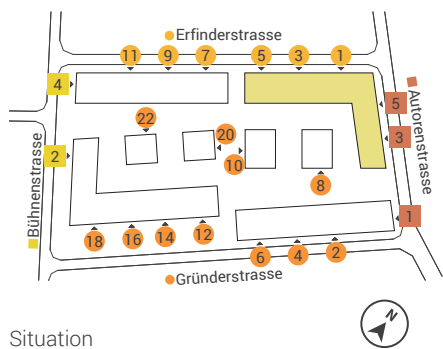 Erfinderstrasse
11 9 7 5 3 1
4
5
22 20
3
2
10
8
Bühnenstrasse
Autorenstrasse
1
18 16 14 12
6 4 2
Gründerstrasse
N
Situation